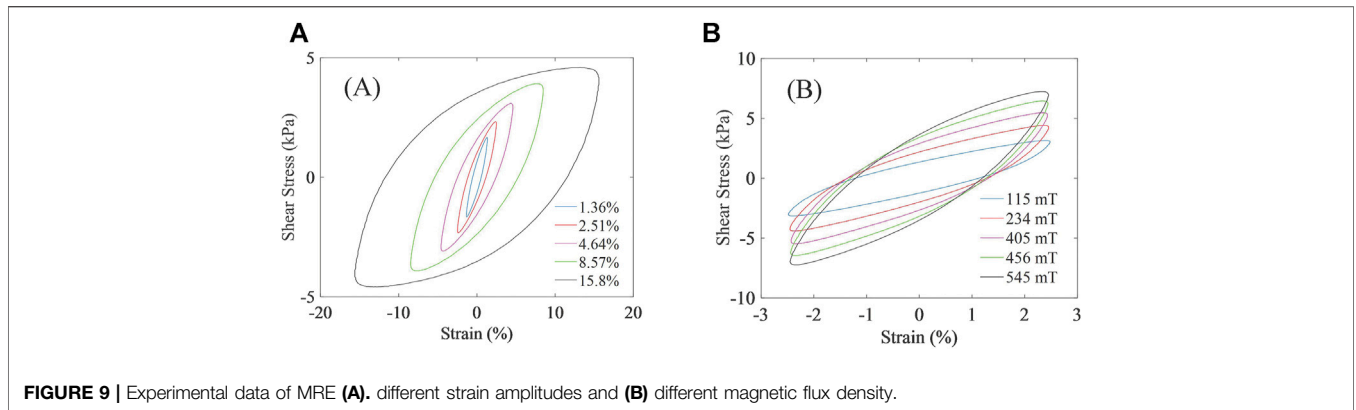 A
B
(A)
Shear Stress (kPa)
5
0
-5
-20
-10
0
10
20
Strain (%)
1.36%
2.51%
4.64%
8.57%
15.8%
(B)
Shear Stress (kPa)
10
5
0
-5
-10
-3
-2
-1
0
1
2
3
Strain (%)
115 mT
234 mT
405 mT
456 mT
545 mT
FIGURE 9 | Experimental data of MRE (A). different strain amplitudes and (B) different magnetic flux density.